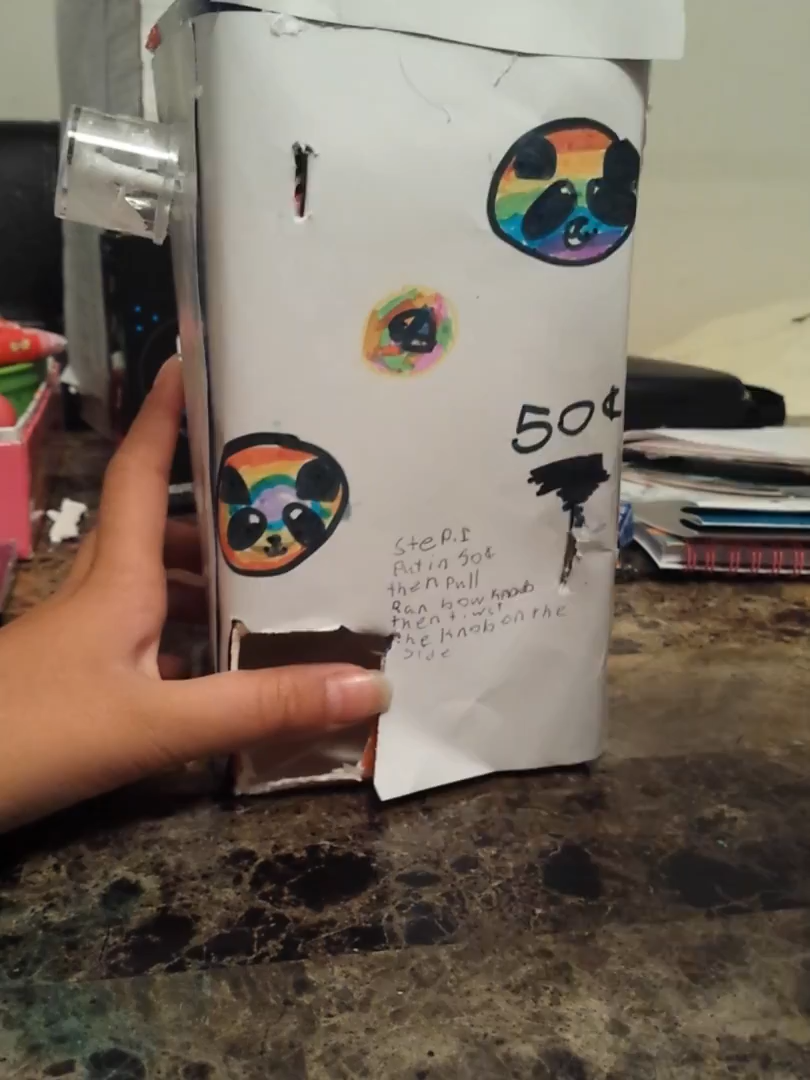 50¢
SteP.1
Put in 50¢
then Pull
Ran bow knob
then twist
the knob on the
side